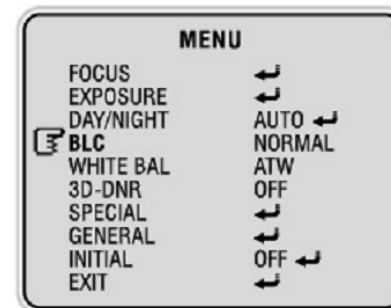 MENU
FOCUS ↵
EXPOSURE ↵
DAY/NIGHT AUTO ↵
BLC NORMAL
WHITE BAL ATW
3D-DNR OFF
SPECIAL ↵
GENERAL ↵
INITIAL OFF ↵
EXIT ↵